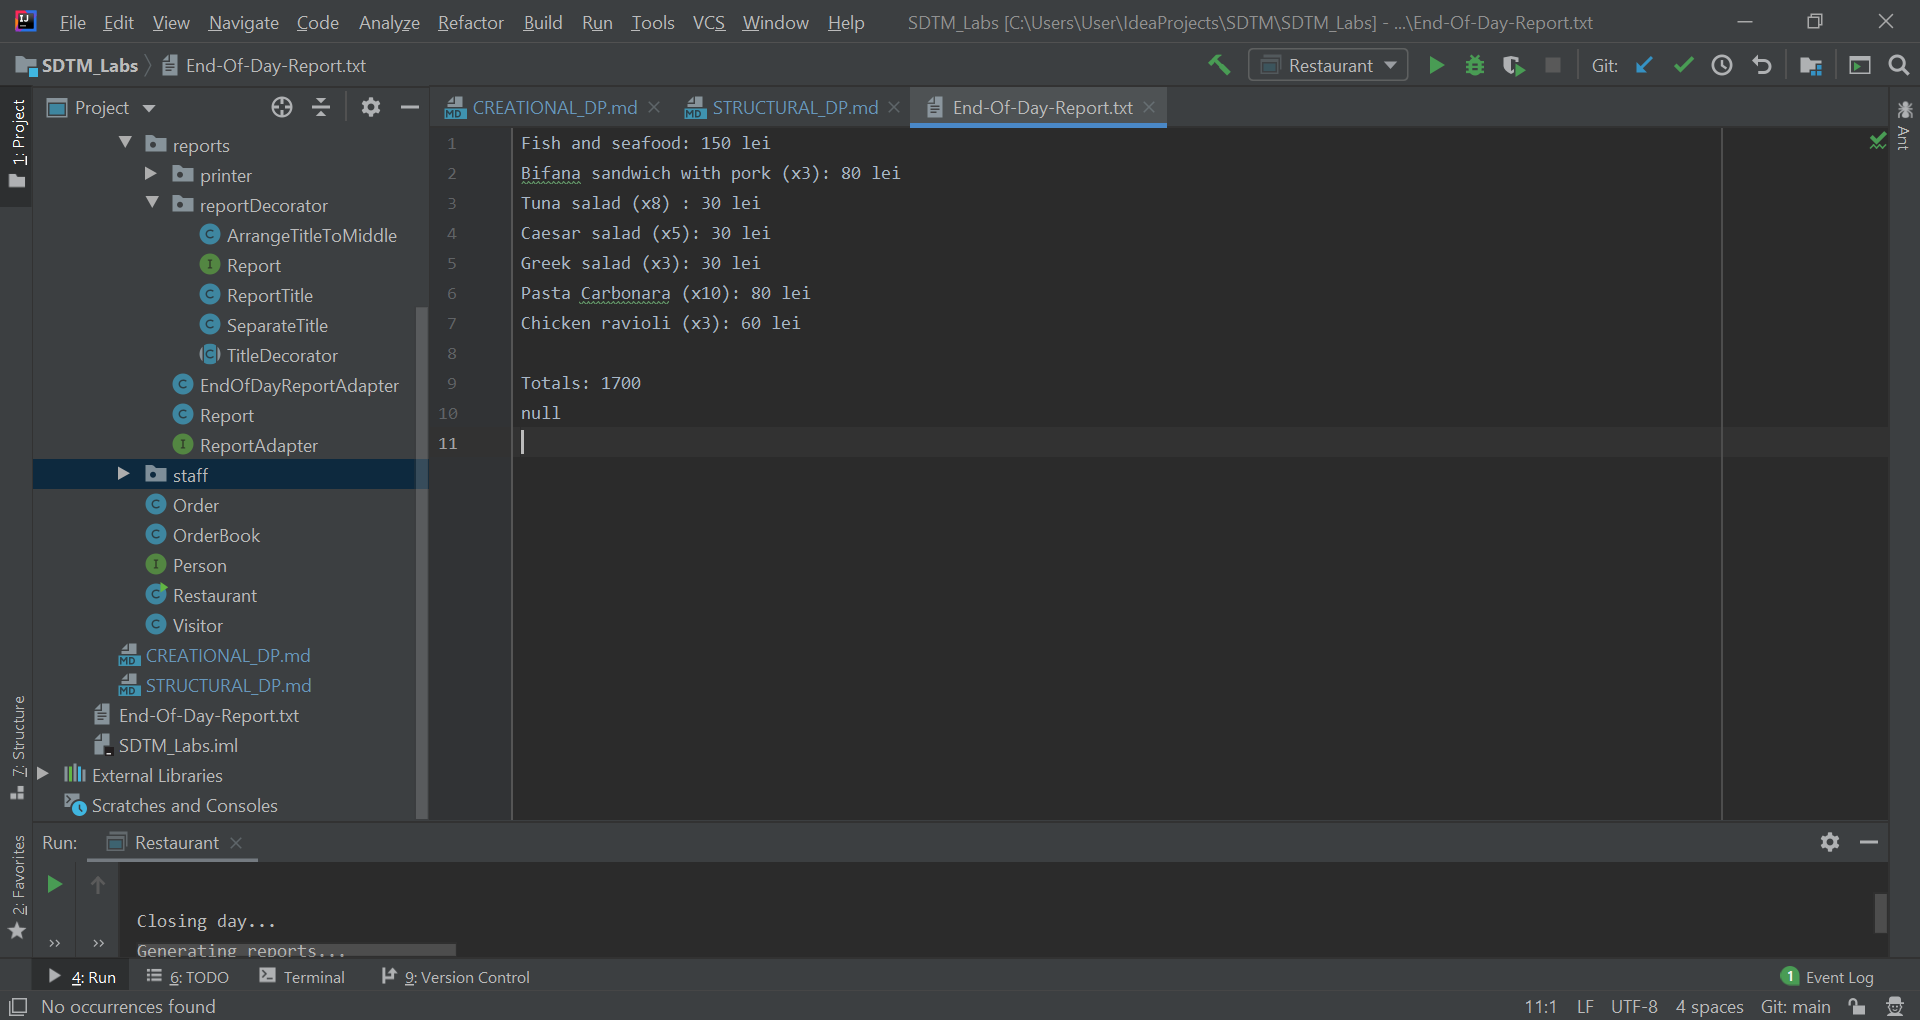 File Edit View Navigate Code Analyze Refactor Build Run Tools VCS Window Help SDTM_Labs [C:\Users\User\IdeaProjects\SDTM\SDTM_Labs] - ...\End-Of-Day-Report.txt
SDTM_Labs End-Of-Day-Report.txt Restaurant Git:
1: Project
Project
CREATIONAL_DP.md STRUCTURAL_DP.md End-Of-Day-Report.txt
Ant
reports
printer
reportDecorator
ArrangeTitleToMiddle
Report
ReportTitle
SeparateTitle
TitleDecorator
EndOfDayReportAdapter
Report
ReportAdapter
staff
Order
OrderBook
Person
Restaurant
Visitor
CREATIONAL_DP.md
STRUCTURAL_DP.md
End-Of-Day-Report.txt
SDTM_Labs.iml
External Libraries
Scratches and Consoles
1 Fish and seafood: 150 lei
2 Bifana sandwich with pork (x3): 80 lei
3 Tuna salad (x8) : 30 lei
4 Caesar salad (x5): 30 lei
5 Greek salad (x3): 30 lei
6 Pasta Carbonara (x10): 80 lei
7 Chicken ravioli (x3): 60 lei
8
9 Totals: 1700
10 null
11
7: Structure
2: Favorites
Run: Restaurant
Closing day...
Generating reports...
4: Run 6: TODO Terminal 9: Version Control 1 Event Log
No occurrences found 11:1 LF UTF-8 4 spaces Git: main